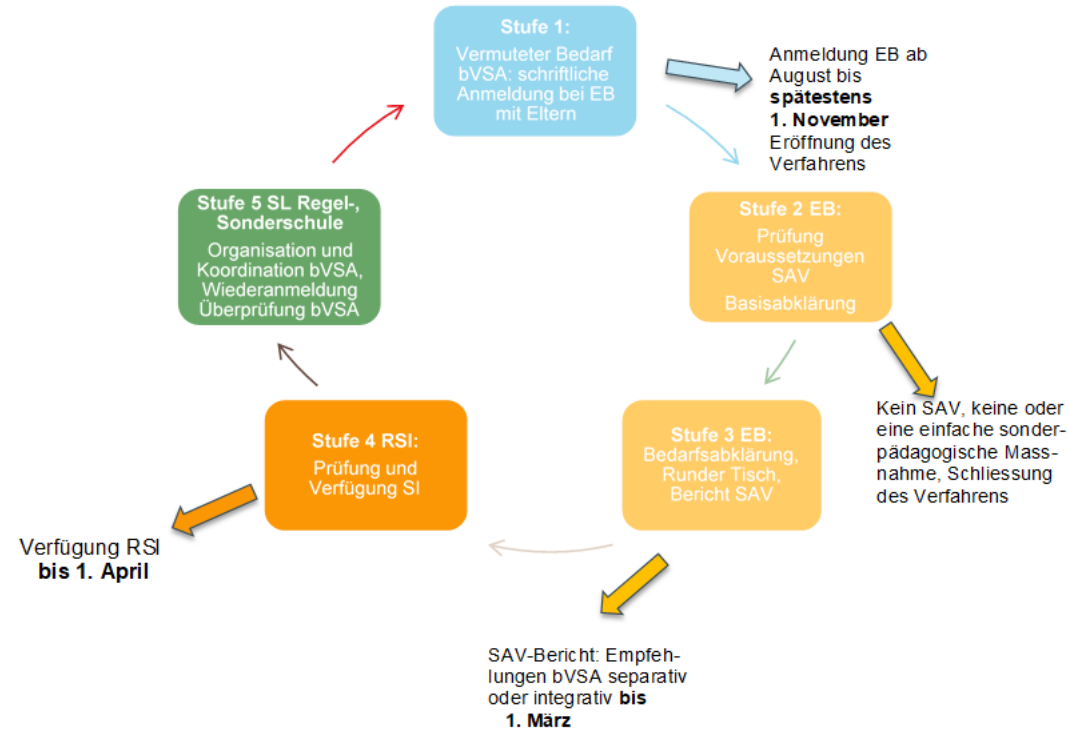 Stufe 1:
Vermuteter Bedarf
bVSA: schriftliche
Anmeldung bei EB
mit Eltern
Anmeldung EB ab
August bis
spätestens
1. November
Eröffnung des
Verfahrens
Stufe 2 EB:
Prüfung
Voraussetzungen
SAV
Basisabklärung
Kein SAV, keine oder
eine einfache sonder-
pädagogische Mass-
nahme, Schliessung
des Verfahrens
Stufe 3 EB:
Bedarfsabklärung,
Runder Tisch,
Bericht SAV
SAV-Bericht: Empfeh-
lungen bVSA separativ
oder integrativ bis
1. März
Stufe 4 RSI:
Prüfung und
Verfügung SI
Verfügung RSI
bis 1. April
Stufe 5 SL Regel-,
Sonderschule
Organisation und
Koordination bVSA,
Wiederanmeldung
Überprüfung bVSA